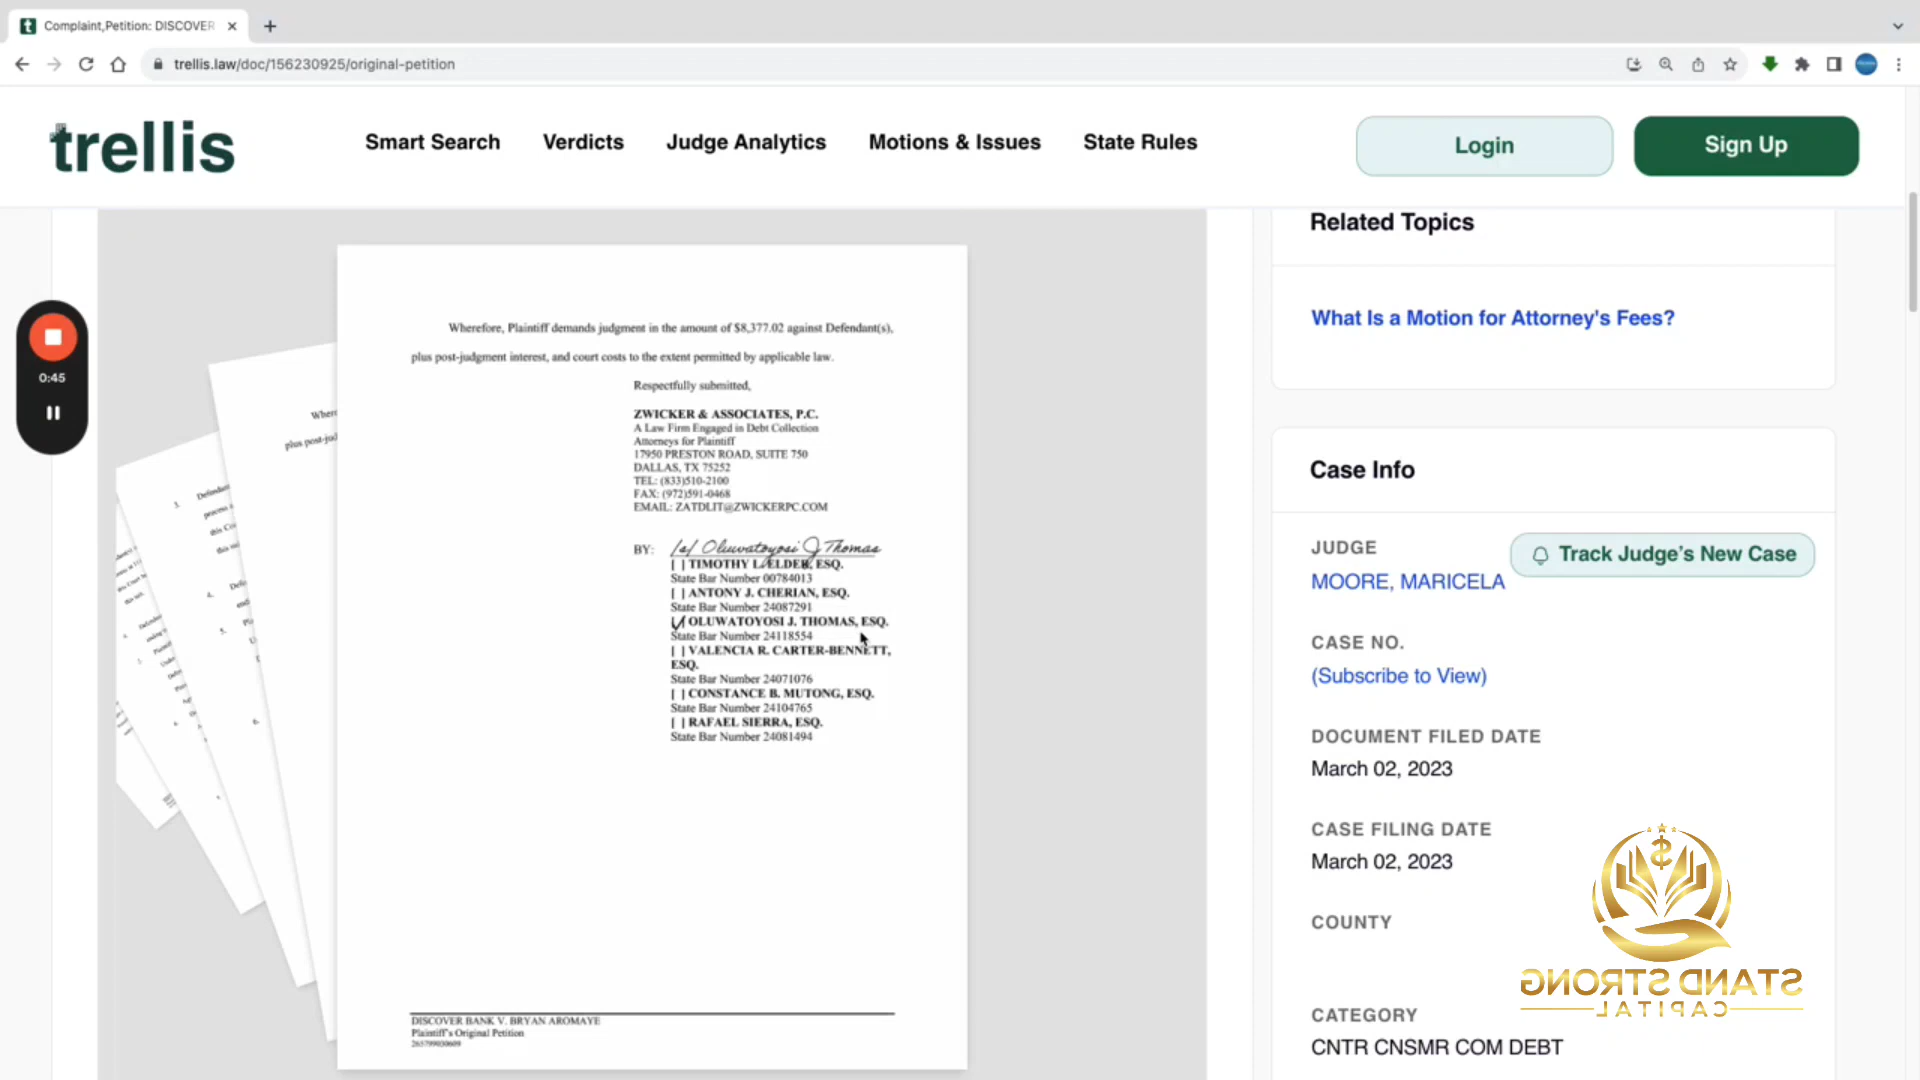 Complaint,Petition: DISCOVER
trellis.law/doc/156230925/original-petition
trellis
Smart Search
Verdicts
Judge Analytics
Motions & Issues
State Rules
Login
Sign Up
0:45
Wherefore, Plaintiff demands judgment in the amount of $8,377.02 against Defendant(s),
plus post-judgment interest, and court costs to the extent permitted by applicable law.
Respectfully submitted,
ZWICKER & ASSOCIATES, P.C.
A Law Firm Engaged in Debt Collection
Attorneys for Plaintiff
17950 PRESTON ROAD, SUITE 750
DALLAS, TX 75252
TEL: (833)510-2100
FAX: (972)591-0468
EMAIL: ZATDLIT@ZWICKERPC.COM
BY: /s/ Oluwatoyosi J Thomas
[ ] TIMOTHY L. ELDER, ESQ.
State Bar Number 00784013
[ ] ANTONY J. CHERIAN, ESQ.
State Bar Number 24087291
[✓] OLUWATOYOSI J. THOMAS, ESQ.
State Bar Number 24118554
[ ] VALENCIA R. CARTER-BENNETT,
ESQ.
State Bar Number 24071076
[ ] CONSTANCE B. MUTONG, ESQ.
State Bar Number 24104765
[ ] RAFAEL SIERRA, ESQ.
State Bar Number 24081494
DISCOVER BANK V. BRYAN AROMAYE
Plaintiff's Original Petition
Related Topics
What Is a Motion for Attorney's Fees?
Case Info
JUDGE
Track Judge's New Case
MOORE, MARICELA
CASE NO.
(Subscribe to View)
DOCUMENT FILED DATE
March 02, 2023
CASE FILING DATE
March 02, 2023
COUNTY
CATEGORY
CNTR CNSMR COM DEBT
STAND STRONG
CAPITAL